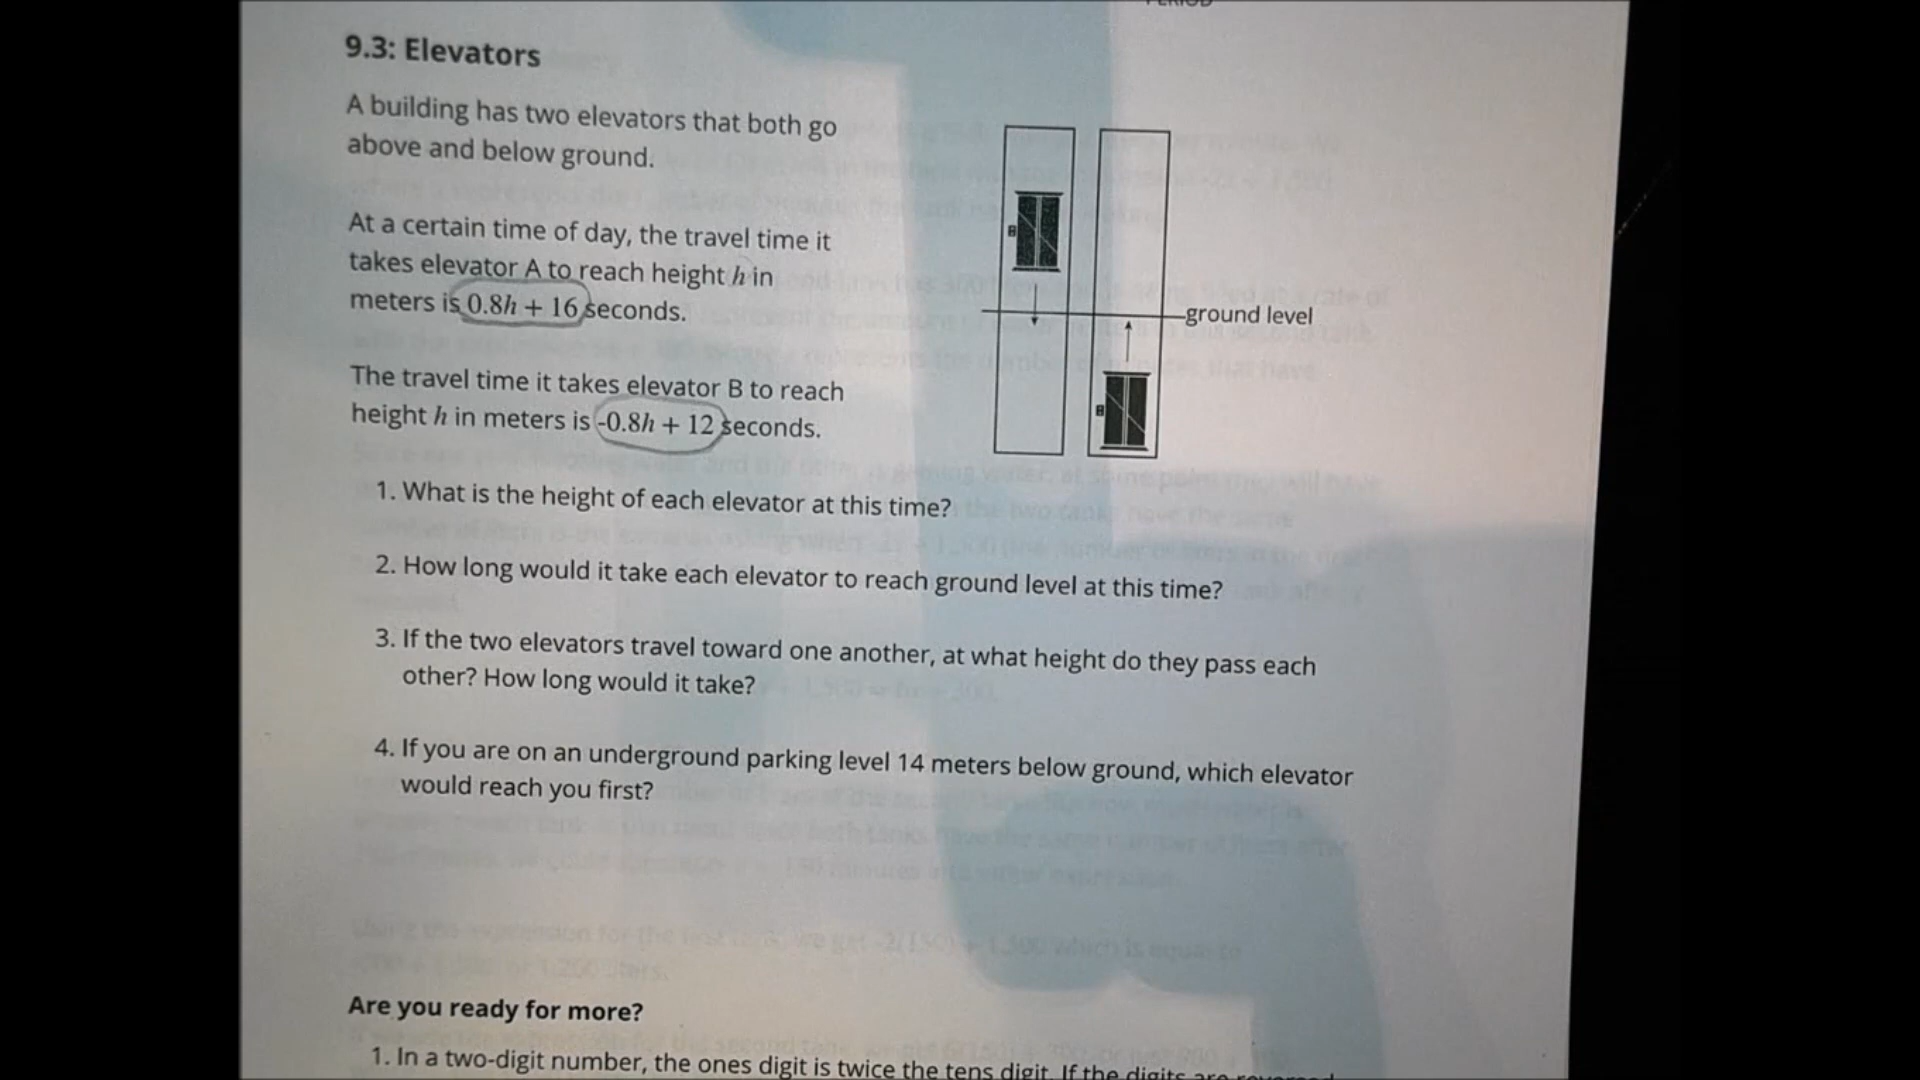 9.3: Elevators
A building has two elevators that both go
above and below ground.
At a certain time of day, the travel time it
takes elevator A to reach height h in
meters is 0.8h + 16 seconds.
The travel time it takes elevator B to reach
height h in meters is -0.8h + 12 seconds.
ground level
1. What is the height of each elevator at this time?
2. How long would it take each elevator to reach ground level at this time?
3. If the two elevators travel toward one another, at what height do they pass each
other? How long would it take?
4. If you are on an underground parking level 14 meters below ground, which elevator
would reach you first?
Are you ready for more?
1. In a two-digit number, the ones digit is twice the tens digit. If the digits are reversed